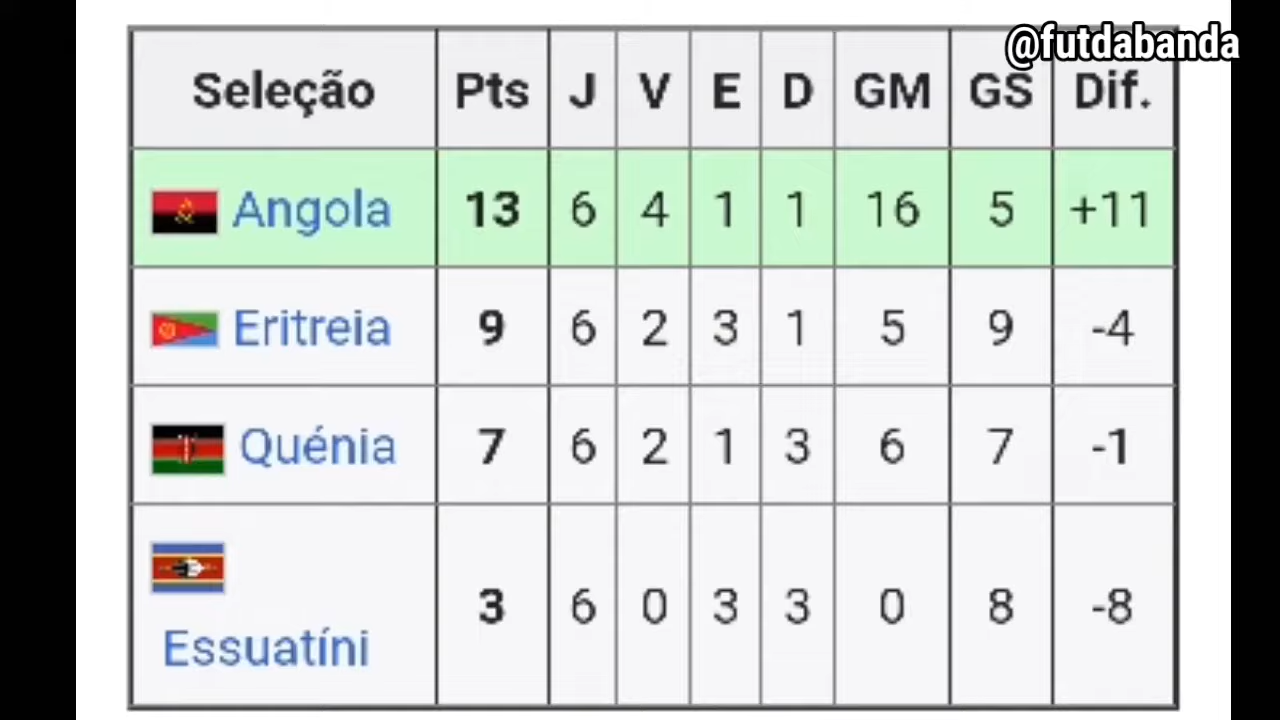 @futdabanda
Seleção Pts J V E D GM GS Dif.
Angola 13 6 4 1 1 16 5 +11
Eritreia 9 6 2 3 1 5 9 -4
Quénia 7 6 2 1 3 6 7 -1
Essuatíni 3 6 0 3 3 0 8 -8